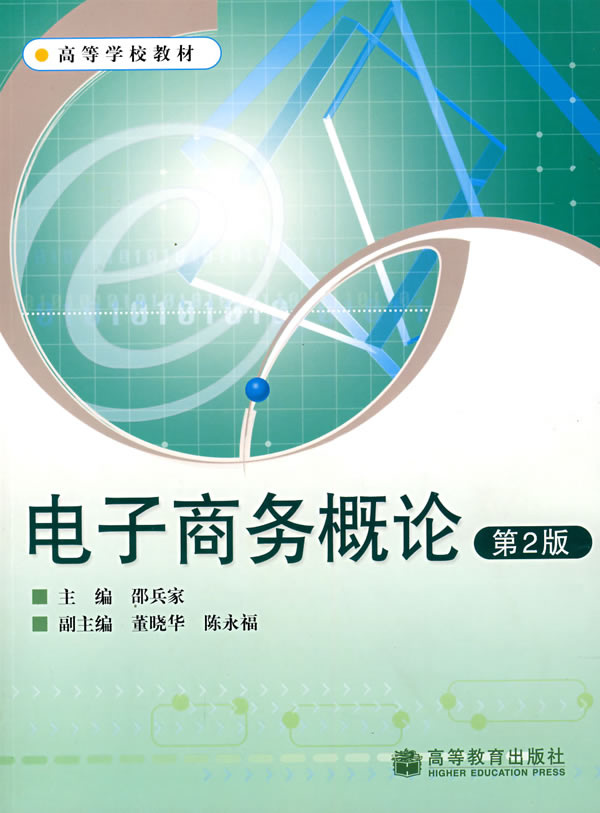 高等学校教材
电子商务概论 第2版
主 编 邵兵家
副主编 董晓华 陈永福
高等教育出版社
HIGHER EDUCATION PRESS